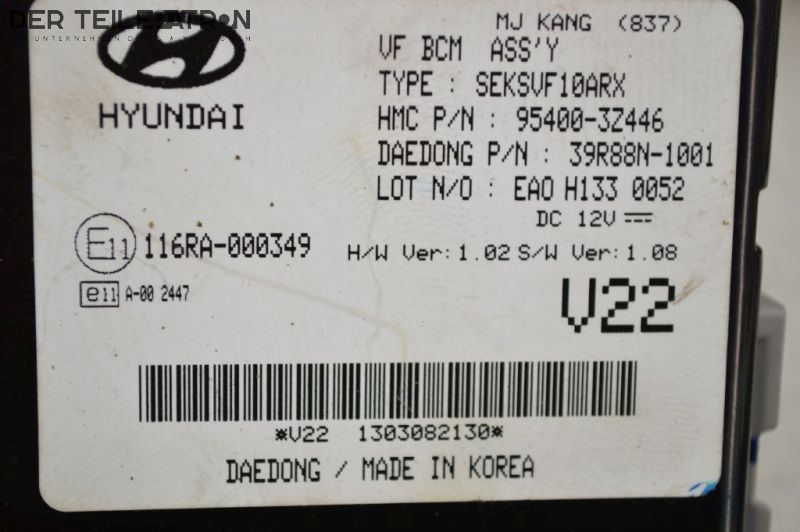 DER TEILEPATRON
MJ KANG (837)
VF BCM ASS'Y
TYPE : SEKSVF10ARX
HYUNDAI
HMC P/N : 95400-3Z446
DAEDONG P/N : 39R88N-1001
LOT N/O : EAO H133 0052
DC 12V
E11 116RA-000349
H/W Ver: 1.02 S/W Ver: 1.08
e11 A-00 2447
V22
*V22 1303082130*
DAEDONG / MADE IN KOREA